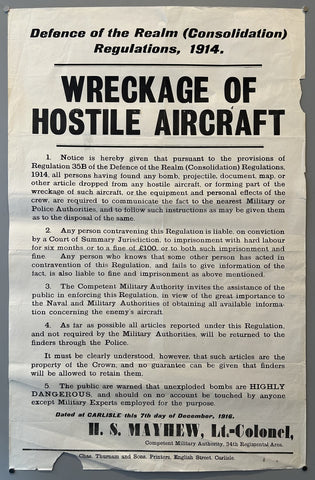 Defence of the Realm (Consolidation)
Regulations, 1914.
WRECKAGE OF
HOSTILE AIRCRAFT
1. Notice is hereby given that pursuant to the provisions of
Regulation 35B of the Defence of the Realm (Consolidation) Regulations,
1914, all persons having found any bomb, projectile, document, map, or
other article dropped from any hostile aircraft, or forming part of the
wreckage of such aircraft, or the equipment and personal effects of the
crew, are required to communicate the fact to the nearest Military or
Police Authorities, and to follow such instructions as may be given them
as to the disposal of the same.
2. Any person contravening this Regulation is liable, on conviction
by a Court of Summary Jurisdiction, to imprisonment with hard labour
for six months or to a fine of £100, or to both such imprisonment and
fine. Any person who knows that some other person has acted in
contravention of this Regulation, and fails to give information of the
fact, is also liable to fine and imprisonment as above mentioned.
3. The Competent Military Authority invites the assistance of the
public in enforcing this Regulation, in view of the great importance to
the Naval and Military Authorities of obtaining all available informa-
tion concerning the enemy's aircraft.
4. As far as possible all articles reported under this Regulation,
and not required by the Military Authorities, will be returned to the
finders through the Police.
It must be clearly understood, however, that such articles are the
property of the Crown, and no guarantee can be given that finders
will be allowed to retain them.
5. The public are warned that unexploded bombs are HIGHLY
DANGEROUS, and should on no account be touched by anyone
except Military Experts employed for the purpose.
Dated at CARLISLE this 7th day of December, 1916.
H. S. MAYHEW, Lt.-Colonel,
Competent Military Authority, 34th Regimental Area.
Chas. Thurnam and Sons, Printers, English Street, Carlisle.